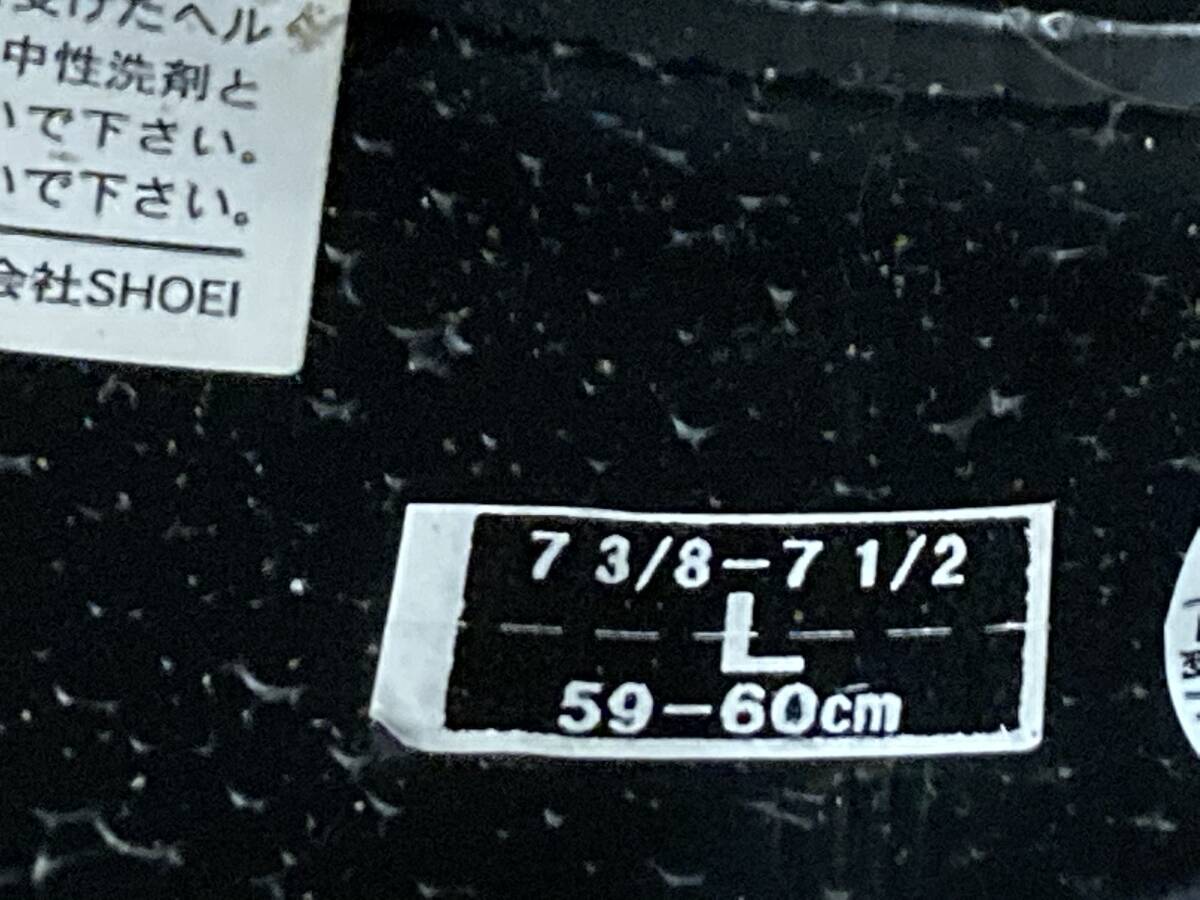 受けたヘル
中性洗剤と
いで下さい。
いで下さい。
会社SHOEI
7 3/8-7 1/2
L
59-60cm